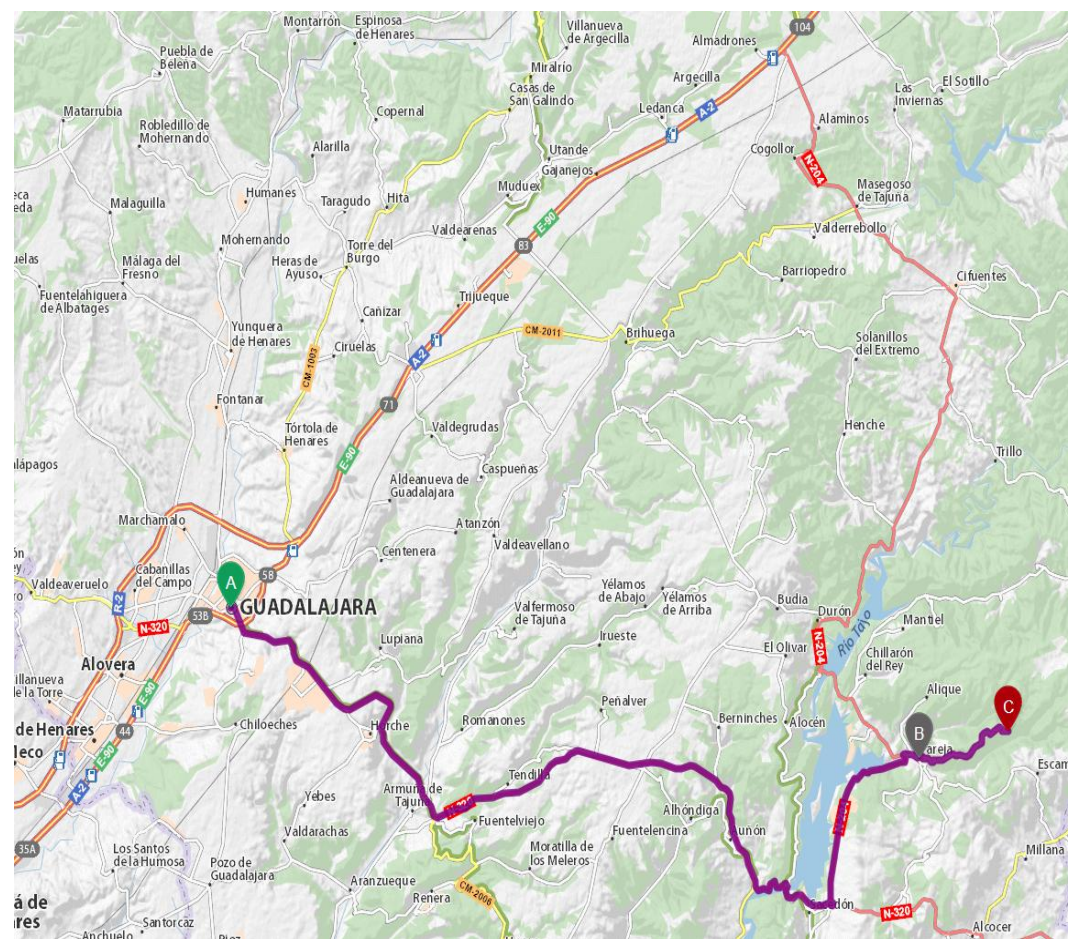 Montarrón
Espinosa
de Henares
Villanueva
de Argecilla
104
Almadrones
Puebla de
Beleña
Miralrío
Argecilla
Casas de
San Galindo
Las
Inviernas
El Sotillo
Matarrubia
Copernal
Ledanca
A-2
Robledillo de
Mohernando
Alaminos
Alarilla
Utande
Cogollor
Gajanejos
N-204
Humanes
Muduex
Masegoso
de Tajuña
Malaguilla
Taragudo
Hita
E-90
Valderrebollo
Mohernando
Valdearenas
83
Torre del
Burgo
Málaga del
Fresno
Heras de
Ayuso
Barriopedro
Cifuentes
Fuentelahiguera
de Albatages
Trijueque
Cañizar
Yunquera
de Henares
CM-2011
Brihuega
Solanillos
del Extremo
Ciruelas
A-2
CM-1003
Fontanar
71
Valdegrudas
Henche
Tórtola de
Henares
Trillo
E-90
Caspueñas
Aldeanueva de
Guadalajara
Marchamalo
Atanzón
Valdeavellano
Centenera
Cabanillas
del Campo
58
Valdeaveruelo
A
Yélamos
de Abajo
Yélamos
de Arriba
Budia
R-2
GUADALAJARA
53B
Valfermoso
de Tajuña
Durón
Mantiel
N-320
Río Tajo
Lupiana
Irueste
El Olivar
N-204
Chillarón
del Rey
Alovera
Alique
E-90
Peñalver
C
Chiloeches
Romanones
Berninches
Alocén
B
de Henares
44
Meco
A-2
Tendilla
Yebes
Fuentelviejo
Alhóndiga
Valdarachas
Fuentelencina
35A
Los Santos
de la Humosa
Pozo de
Guadalajara
Moratilla de
los Meleros
Millana
Aranzueque
CM-2006
Renera
N-320
Santorcaz
Alcocer
Anchuelo